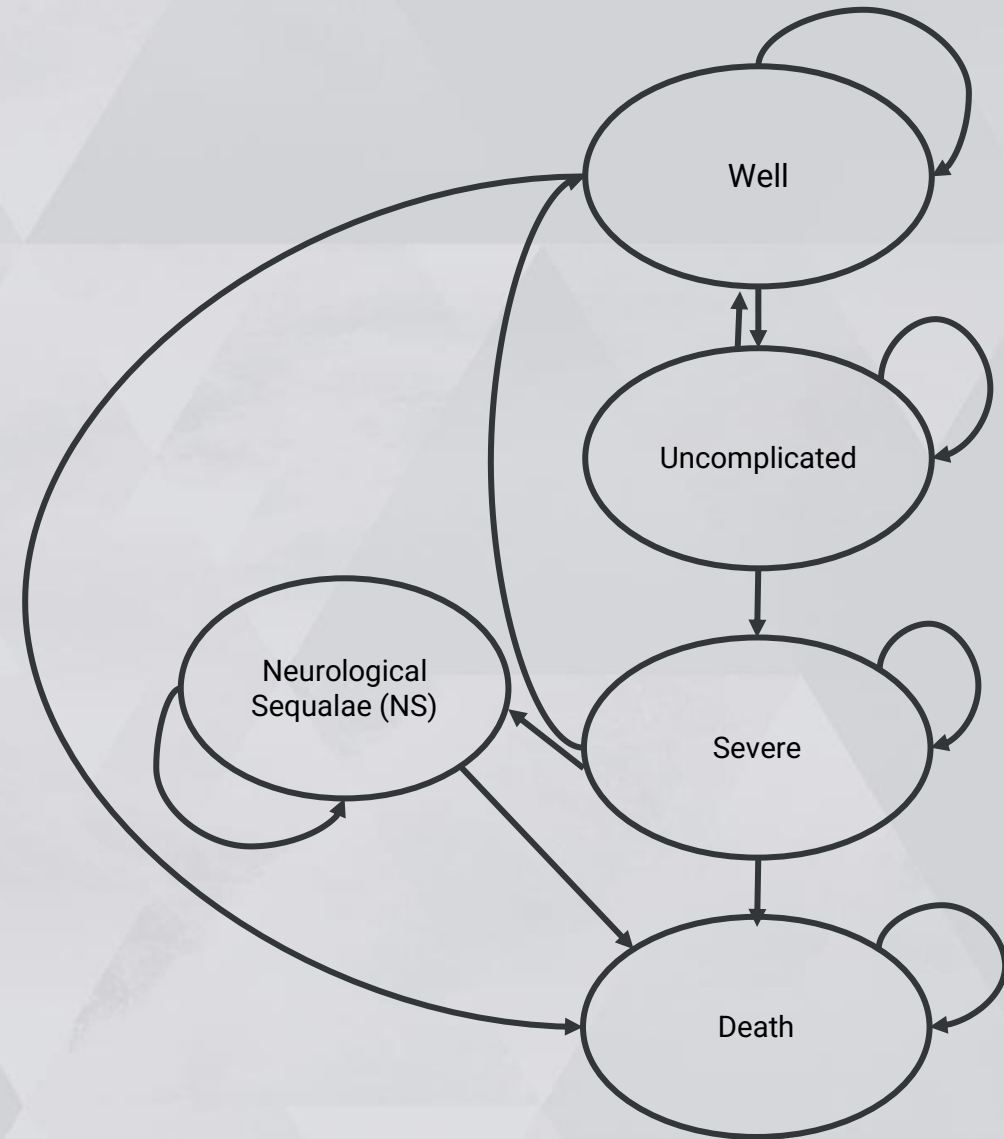 Well
Uncomplicated
Neurological
Sequalae (NS)
Severe
Death